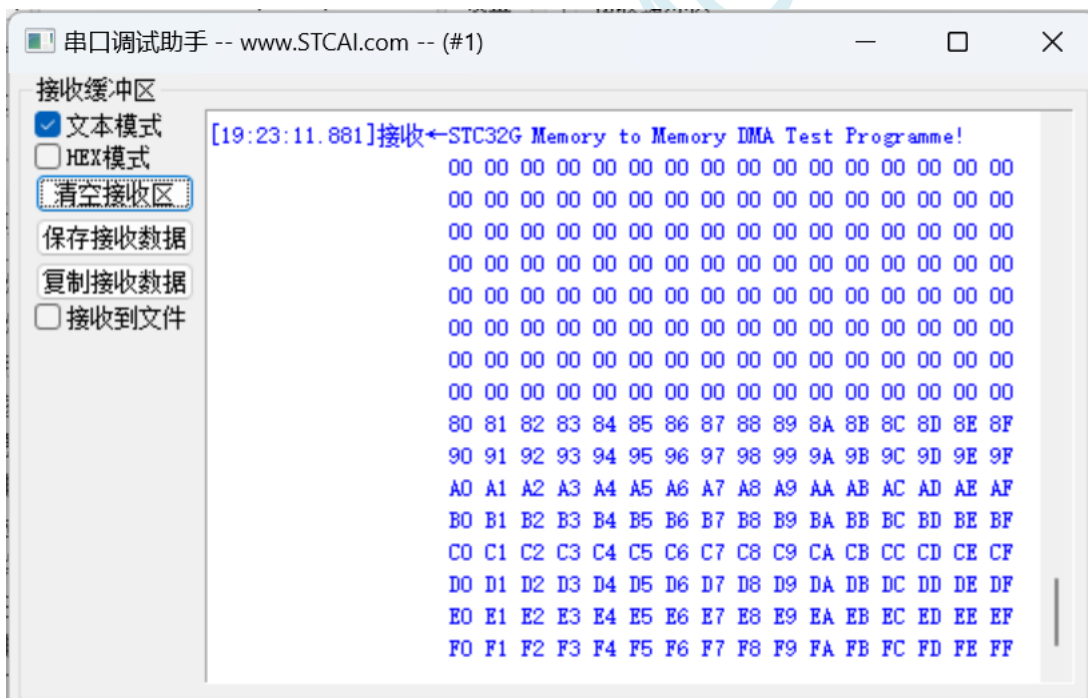 串口调试助手 -- www.STCAI.com -- (#1)
接收缓冲区
文本模式
HEX模式
清空接收区
保存接收数据
复制接收数据
接收到文件
[19:23:11.881]接收←STC32G Memory to Memory DMA Test Programme!
00 00 00 00 00 00 00 00 00 00 00 00 00 00 00 00
00 00 00 00 00 00 00 00 00 00 00 00 00 00 00 00
00 00 00 00 00 00 00 00 00 00 00 00 00 00 00 00
00 00 00 00 00 00 00 00 00 00 00 00 00 00 00 00
00 00 00 00 00 00 00 00 00 00 00 00 00 00 00 00
00 00 00 00 00 00 00 00 00 00 00 00 00 00 00 00
00 00 00 00 00 00 00 00 00 00 00 00 00 00 00 00
00 00 00 00 00 00 00 00 00 00 00 00 00 00 00 00
80 81 82 83 84 85 86 87 88 89 8A 8B 8C 8D 8E 8F
90 91 92 93 94 95 96 97 98 99 9A 9B 9C 9D 9E 9F
A0 A1 A2 A3 A4 A5 A6 A7 A8 A9 AA AB AC AD AE AF
B0 B1 B2 B3 B4 B5 B6 B7 B8 B9 BA BB BC BD BE BF
C0 C1 C2 C3 C4 C5 C6 C7 C8 C9 CA CB CC CD CE CF
D0 D1 D2 D3 D4 D5 D6 D7 D8 D9 DA DB DC DD DE DF
E0 E1 E2 E3 E4 E5 E6 E7 E8 E9 EA EB EC ED EE EF
F0 F1 F2 F3 F4 F5 F6 F7 F8 F9 FA FB FC FD FE FF